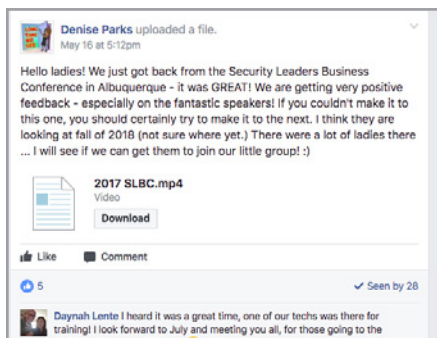 Denise Parks uploaded a file.
May 16 at 5:12pm
Hello ladies! We just got back from the Security Leaders Business
Conference in Albuquerque - it was GREAT! We are getting very positive
feedback - especially on the fantastic speakers! If you couldn't make it to
this one, you should certainly try to make it to the next. I think they are
looking at fall of 2018 (not sure where yet.) There were a lot of ladies there
... I will see if we can get them to join our little group! :)
2017 SLBC.mp4
Video
Download
Like Comment
5 Seen by 28
Daynah Lente I heard it was a great time, one of our techs was there for
training! I look forward to July and meeting you all, for those going to the